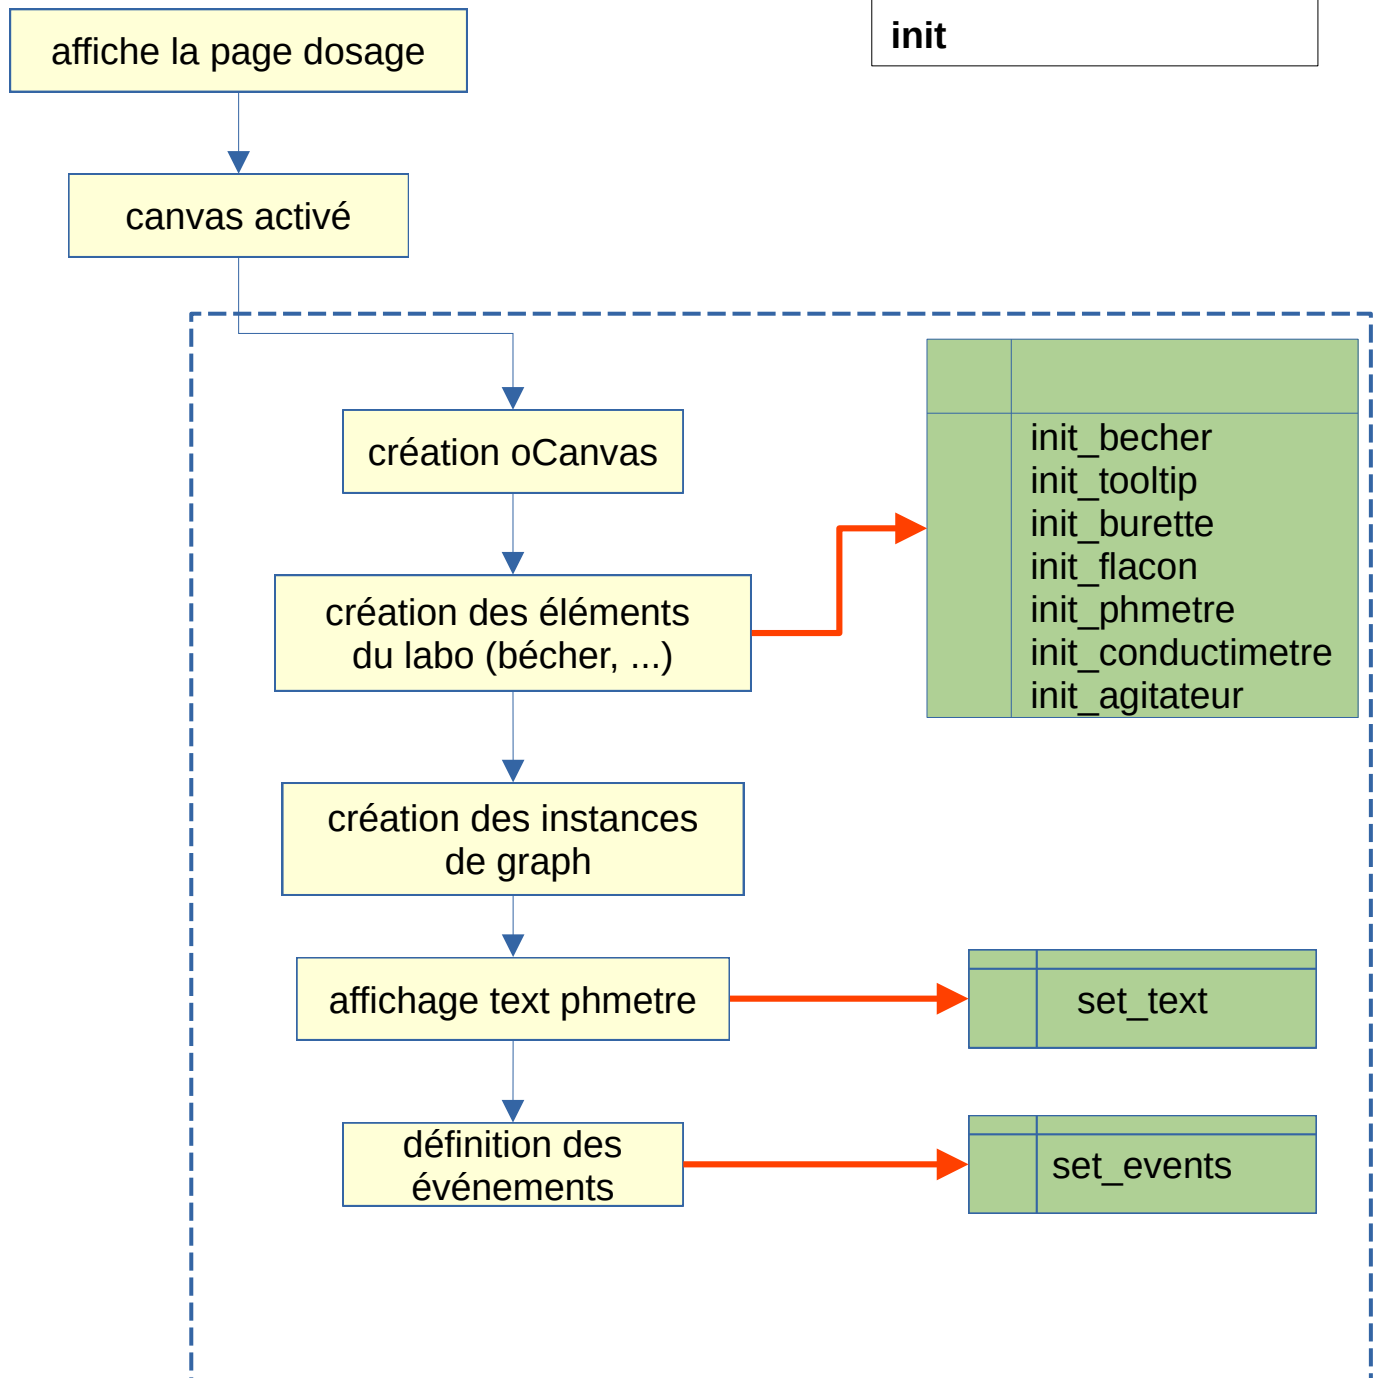 affiche la page dosage
init
canvas activé
création oCanvas
création des éléments
du labo (bécher, ...)
init_becher
init_tooltip
init_burette
init_flacon
init_phmetre
init_conductimetre
init_agitateur
création des instances
de graph
affichage text phmetre
set_text
définition des
événements
set_events